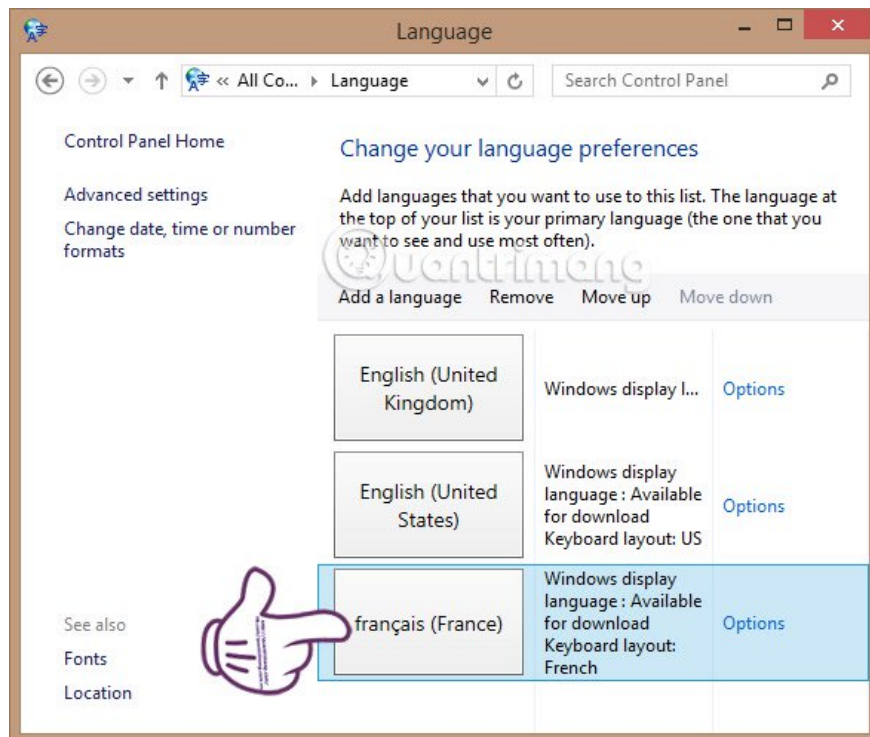 Language
« All Co... ▸ Language
Search Control Panel
Control Panel Home
Advanced settings
Change date, time or number
formats
See also
Fonts
Location
Change your language preferences
Add languages that you want to use to this list. The language at
the top of your list is your primary language (the one that you
want to see and use most often).
Quantrimang
Add a language Remove Move up Move down
English (United
Kingdom)
Windows display l...
Options
English (United
States)
Windows display
language : Available
for download
Keyboard layout: US
Options
français (France)
Windows display
language : Available
for download
Keyboard layout:
French
Options